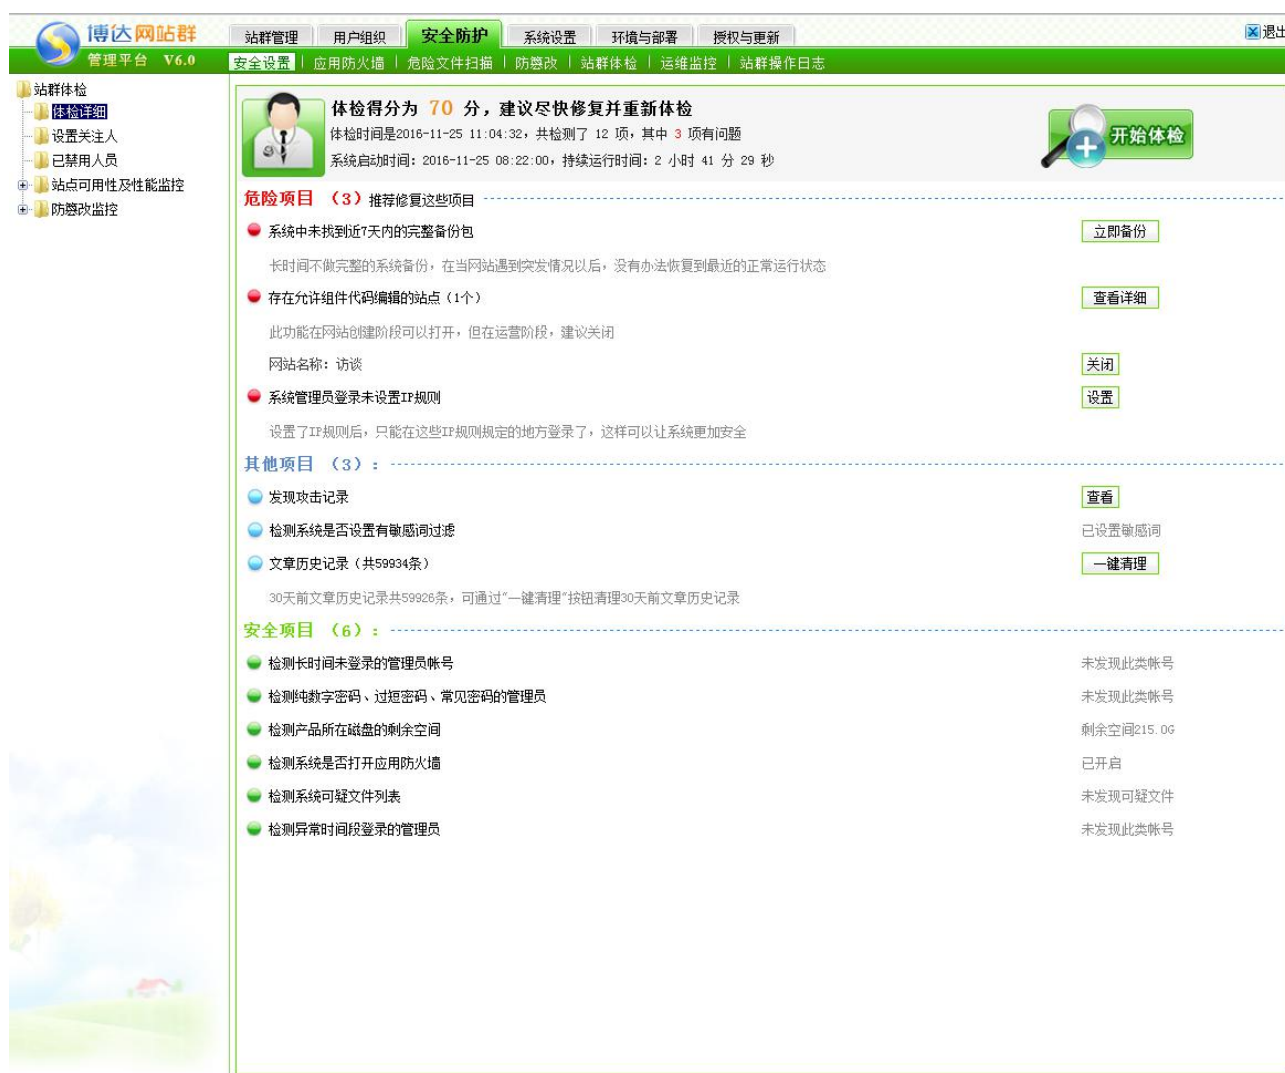 博达网站群
管理平台 V6.0
站群管理 用户组织 安全防护 系统设置 环境与部署 授权与更新
退出
安全设置 | 应用防火墙 | 危险文件扫描 | 防篡改 | 站群体检 | 运维监控 | 站群操作日志
站群体检
体检详细
设置关注人
已禁用人员
站点可用性及性能监控
防篡改监控
体检得分为 70 分，建议尽快修复并重新体检
体检时间是2016-11-25 11:04:32，共检测了 12 项，其中 3 项有问题
系统启动时间：2016-11-25 08:22:00，持续运行时间：2 小时 41 分 29 秒
开始体检
危险项目 （3）推荐修复这些项目
系统中未找到近7天内的完整备份包 立即备份
长时间不做完整的系统备份，在当网站遇到突发情况以后，没有办法恢复到最近的正常运行状态
存在允许组件代码编辑的站点（1个） 查看详细
此功能在网站创建阶段可以打开，但在运营阶段，建议关闭
网站名称：访谈 关闭
系统管理员登录未设置IP规则 设置
设置了IP规则后，只能在这些IP规则规定的地方登录了，这样可以让系统更加安全
其他项目 （3）：
发现攻击记录 查看
检测系统是否设置有敏感词过滤 已设置敏感词
文章历史记录（共59934条） 一键清理
30天前文章历史记录共59926条，可通过"一键清理"按钮清理30天前文章历史记录
安全项目 （6）：
检测长时间未登录的管理员帐号 未发现此类帐号
检测纯数字密码、过短密码、常见密码的管理员 未发现此类帐号
检测产品所在磁盘的剩余空间 剩余空间215.0G
检测系统是否打开应用防火墙 已开启
检测系统可疑文件列表 未发现可疑文件
检测异常时间段登录的管理员 未发现此类帐号